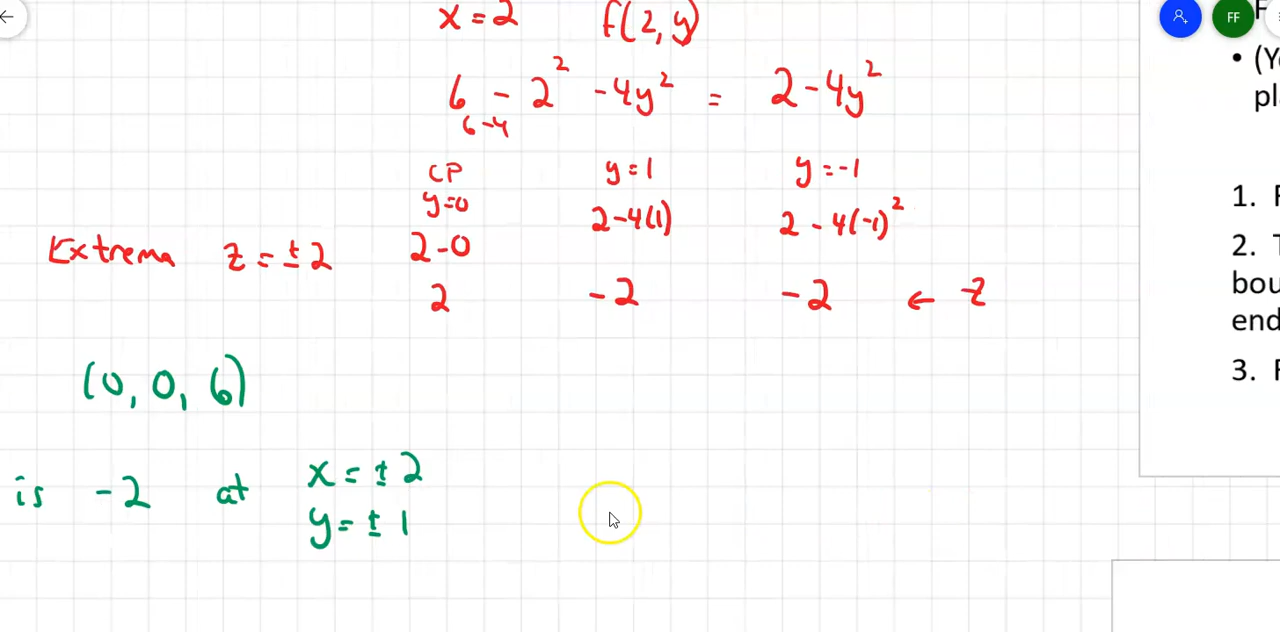 x = 2 f(2, y)
6 - 2² - 4y² = 2 - 4y²
6-4
CP y = 1 y = -1
y=0 2-4(1) 2 - 4(-1)²
Extrema z = ± 2 2-0
2 -2 -2 ← z
(0, 0, 6)
is -2 at x = ± 2
y = ± 1
FF
• (Y
pl
1.
2.
bou
end
3.